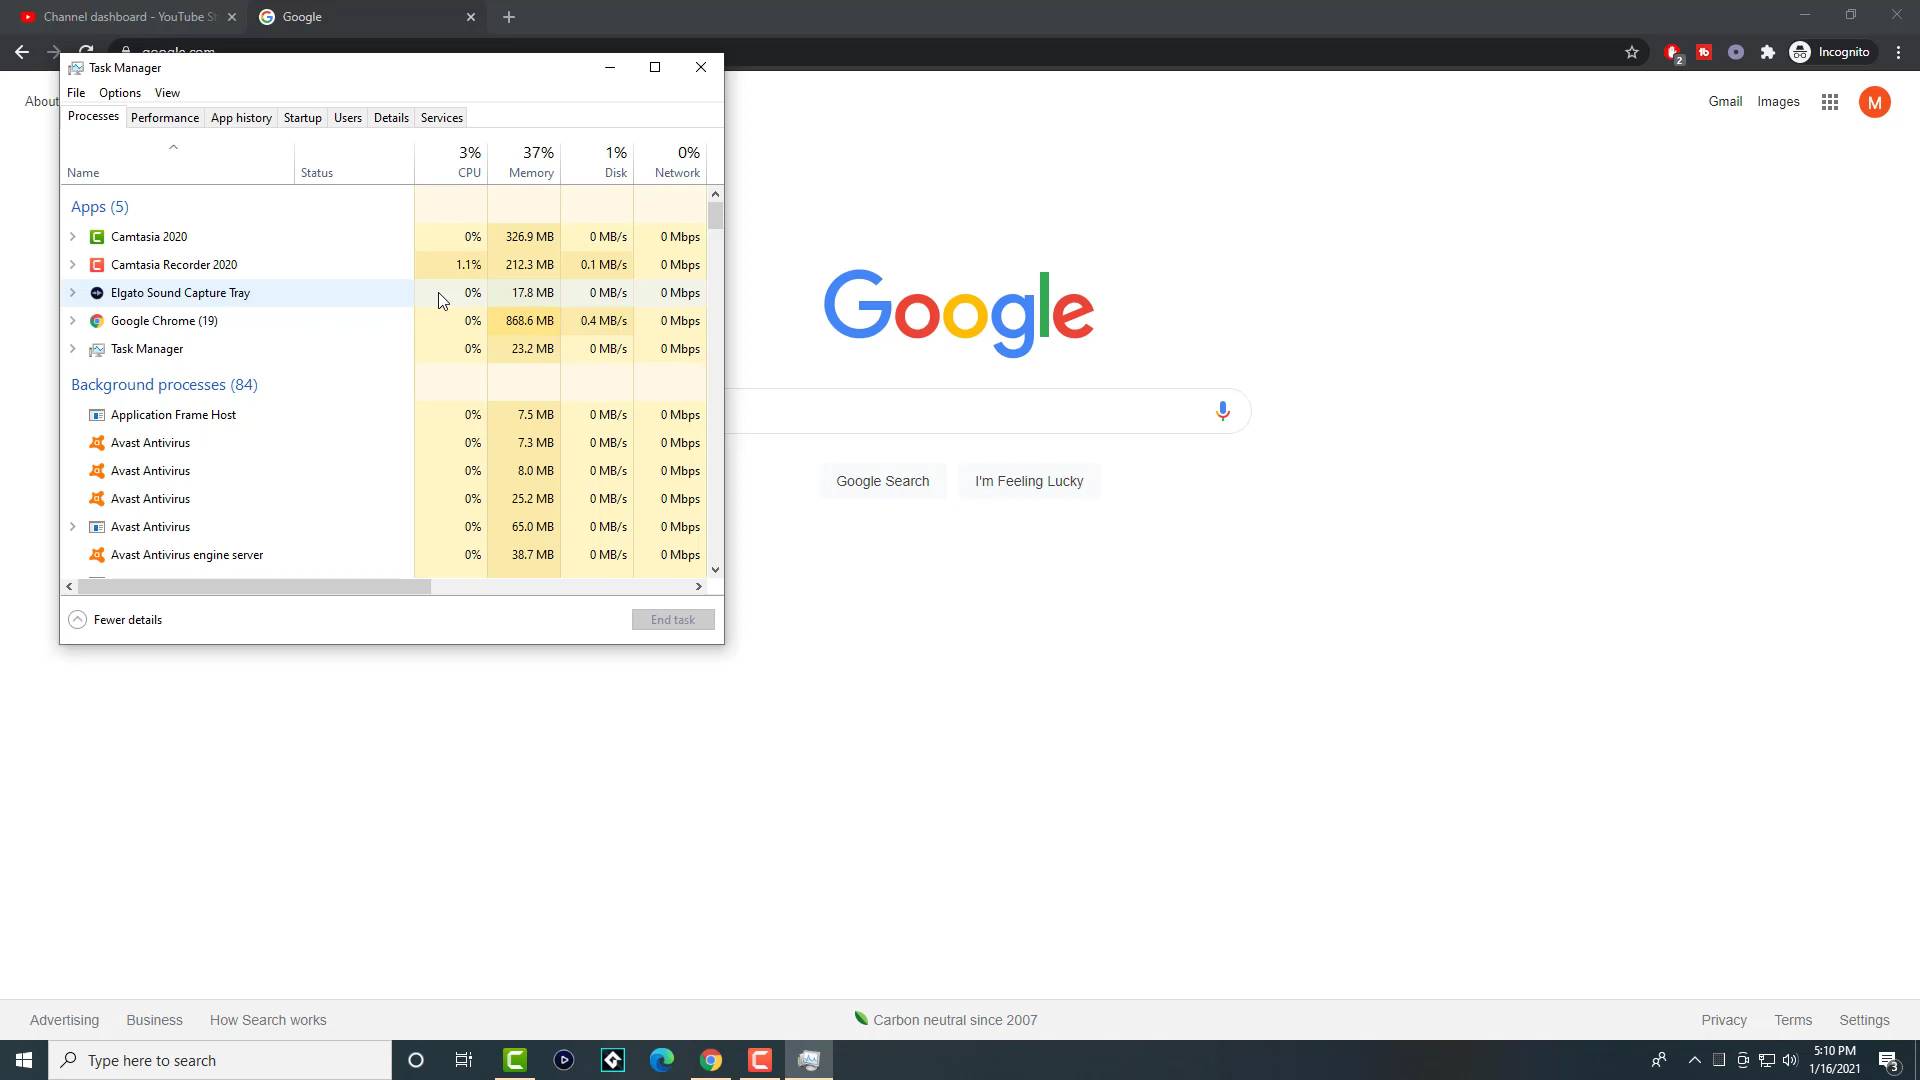 Channel dashboard - YouTube St
Google
google.com
2
Incognito
Task Manager
File Options View
Processes Performance App history Startup Users Details Services
3% 37% 1% 0%
Name Status CPU Memory Disk Network
Apps (5)
Camtasia 2020 0% 326.9 MB 0 MB/s 0 Mbps
Camtasia Recorder 2020 1.1% 212.3 MB 0.1 MB/s 0 Mbps
Elgato Sound Capture Tray 0% 17.8 MB 0 MB/s 0 Mbps
Google Chrome (19) 0% 868.6 MB 0.4 MB/s 0 Mbps
Task Manager 0% 23.2 MB 0 MB/s 0 Mbps
Background processes (84)
Application Frame Host 0% 7.5 MB 0 MB/s 0 Mbps
Avast Antivirus 0% 7.3 MB 0 MB/s 0 Mbps
Avast Antivirus 0% 8.0 MB 0 MB/s 0 Mbps
Avast Antivirus 0% 25.2 MB 0 MB/s 0 Mbps
Avast Antivirus 0% 65.0 MB 0 MB/s 0 Mbps
Avast Antivirus engine server 0% 38.7 MB 0 MB/s 0 Mbps
Fewer details End task
About
Gmail Images M
Google
Google Search I'm Feeling Lucky
Advertising Business How Search works Carbon neutral since 2007 Privacy Terms Settings
Type here to search
5:10 PM
1/16/2021
3